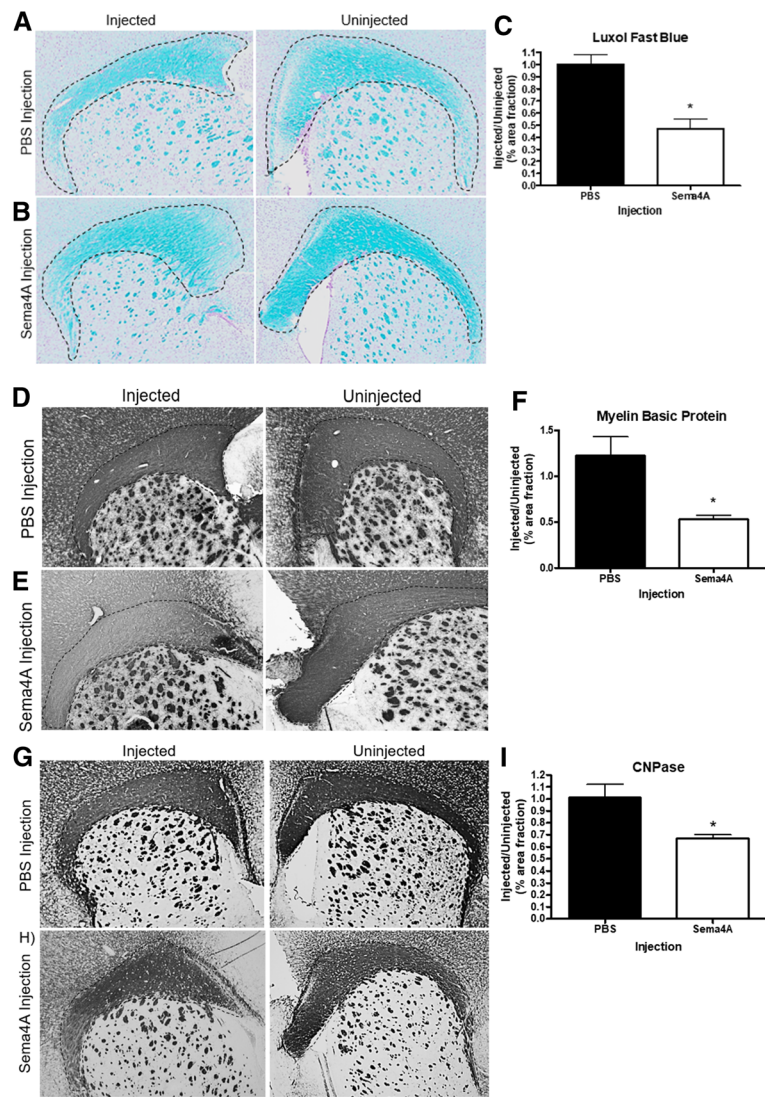 A
Injected
Uninjected
PBS Injection
B
Sema4A Injection
C
Luxol Fast Blue
Injected/Uninjected
(% area fraction)
1.1
1.0
0.9
0.8
0.7
0.6
0.5
0.4
0.3
0.2
0.1
0.0
*
PBS
Sema4A
Injection
D
Injected
Uninjected
PBS Injection
E
Sema4A Injection
F
Myelin Basic Protein
Injected/Uninjected
(% area fraction)
1.5
1.0
0.5
0.0
*
PBS
Sema4A
Injection
G
Injected
Uninjected
PBS Injection
H)
Sema4A Injection
I
CNPase
Injected/Uninjected
(% area fraction)
1.2
1.1
1.0
0.9
0.8
0.7
0.6
0.5
0.4
0.3
0.2
0.1
0.0
*
PBS
Sema4A
Injection